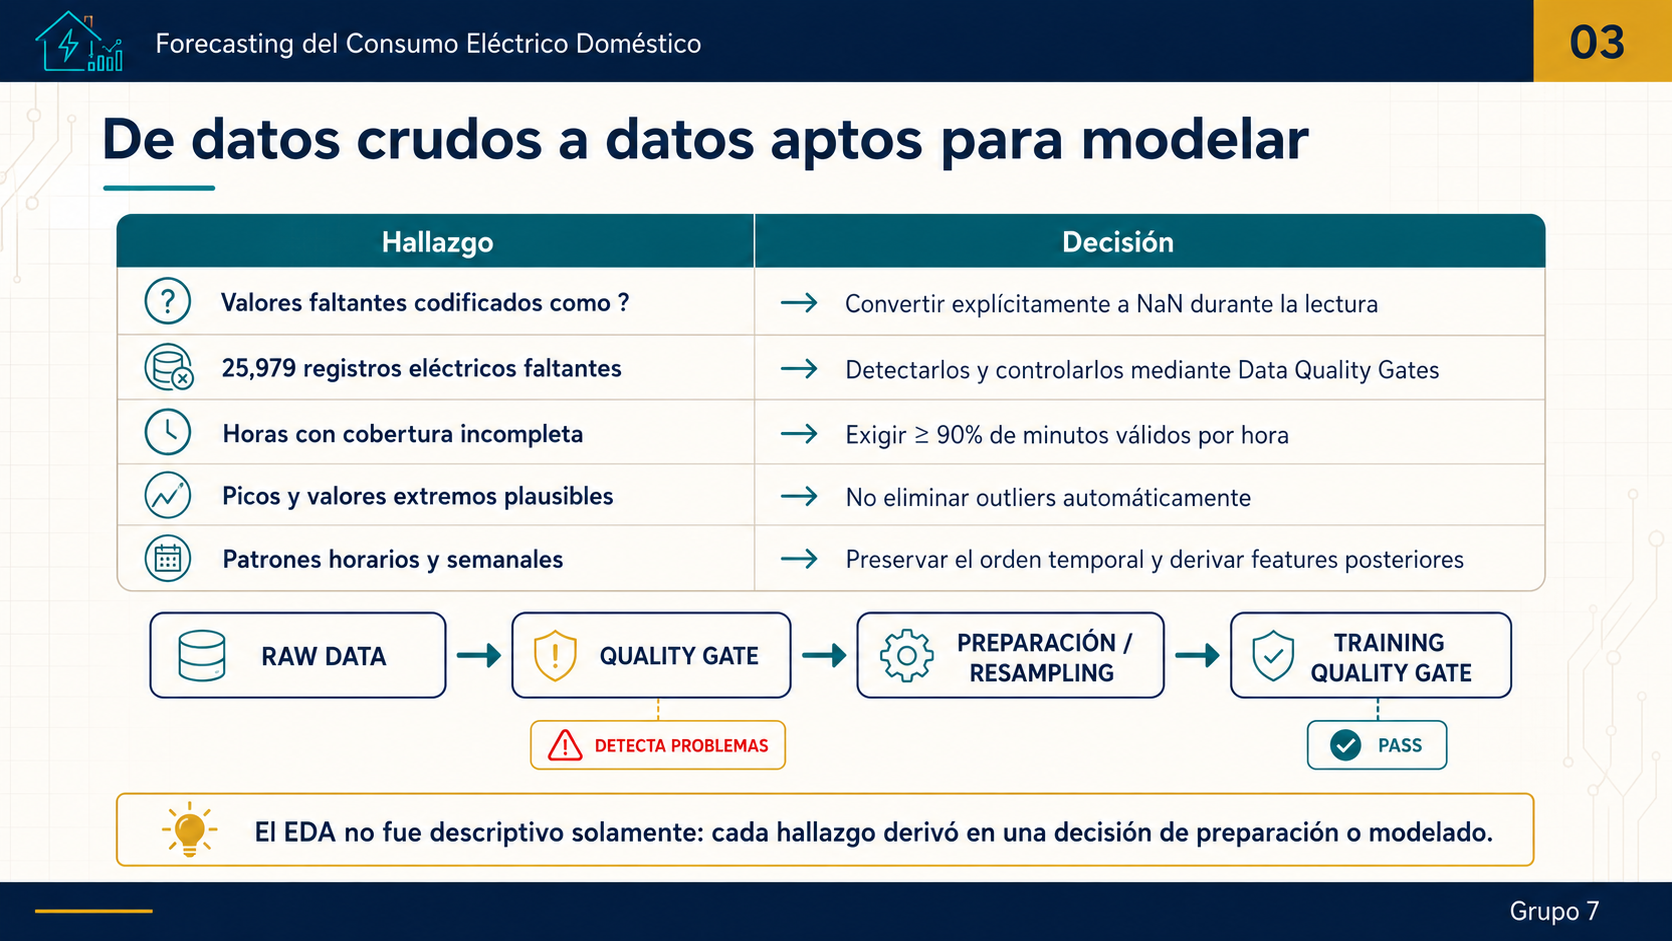 Forecasting del Consumo Eléctrico Doméstico
03
De datos crudos a datos aptos para modelar
Hallazgo
Decisión
Valores faltantes codificados como ?
Convertir explícitamente a NaN durante la lectura
25,979 registros eléctricos faltantes
Detectarlos y controlarlos mediante Data Quality Gates
Horas con cobertura incompleta
Exigir ≥ 90% de minutos válidos por hora
Picos y valores extremos plausibles
No eliminar outliers automáticamente
Patrones horarios y semanales
Preservar el orden temporal y derivar features posteriores
RAW DATA
QUALITY GATE
PREPARACIÓN /
RESAMPLING
TRAINING
QUALITY GATE
DETECTA PROBLEMAS
PASS
El EDA no fue descriptivo solamente: cada hallazgo derivó en una decisión de preparación o modelado.
Grupo 7